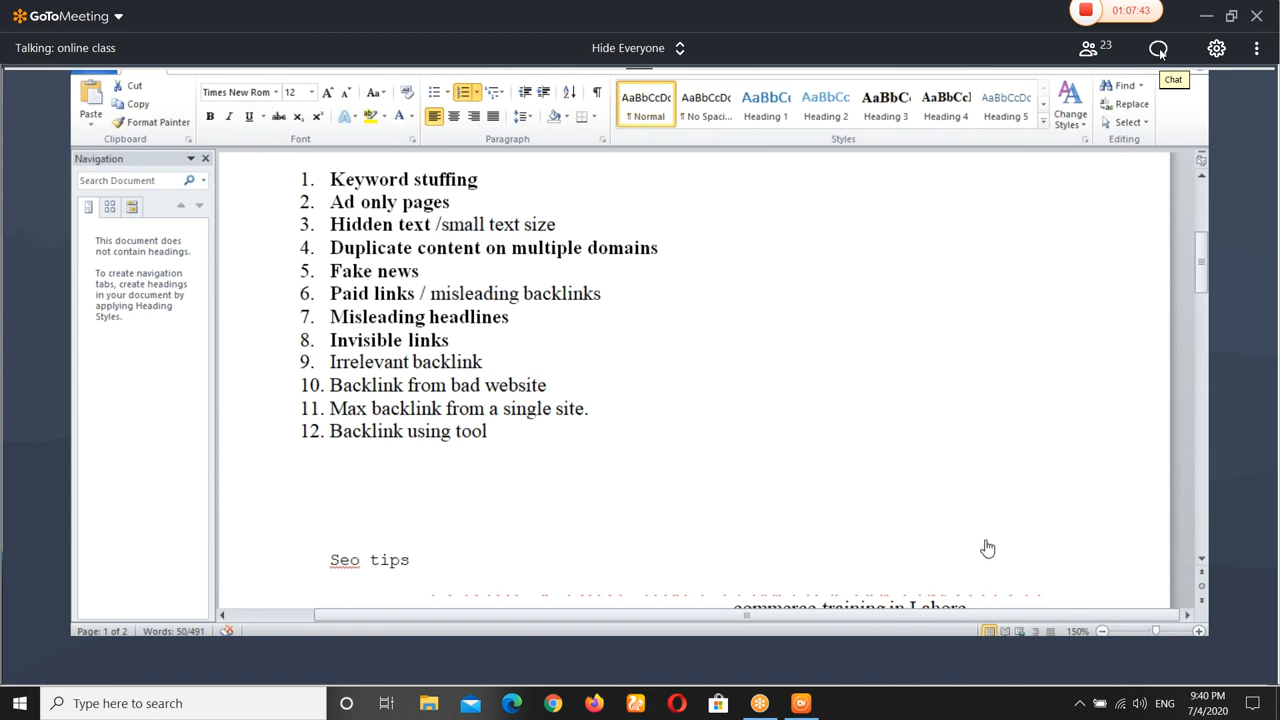 GoToMeeting
01:07:43
Talking: online class
Hide Everyone
23
Chat
Paste
Cut
Copy
Format Painter
Clipboard
Times New Rom
12
Font
Paragraph
AaBbCcDc
¶ Normal
AaBbCcDc
¶ No Spaci...
AaBbC
Heading 1
AaBbCc
Heading 2
AaBbCc
Heading 3
AaBbCcI
Heading 4
AaBbCcDc
Heading 5
Change
Styles
Styles
Find
Replace
Select
Editing
Navigation
Search Document
This document does
not contain headings.
To create navigation
tabs, create headings
in your document by
applying Heading
Styles.
1. Keyword stuffing
2. Ad only pages
3. Hidden text /small text size
4. Duplicate content on multiple domains
5. Fake news
6. Paid links / misleading backlinks
7. Misleading headlines
8. Invisible links
9. Irrelevant backlink
10. Backlink from bad website
11. Max backlink from a single site.
12. Backlink using tool
Seo tips
commerce training in Lahore
Page: 1 of 2
Words: 50/491
150%
Type here to search
ENG
9:40 PM
7/4/2020